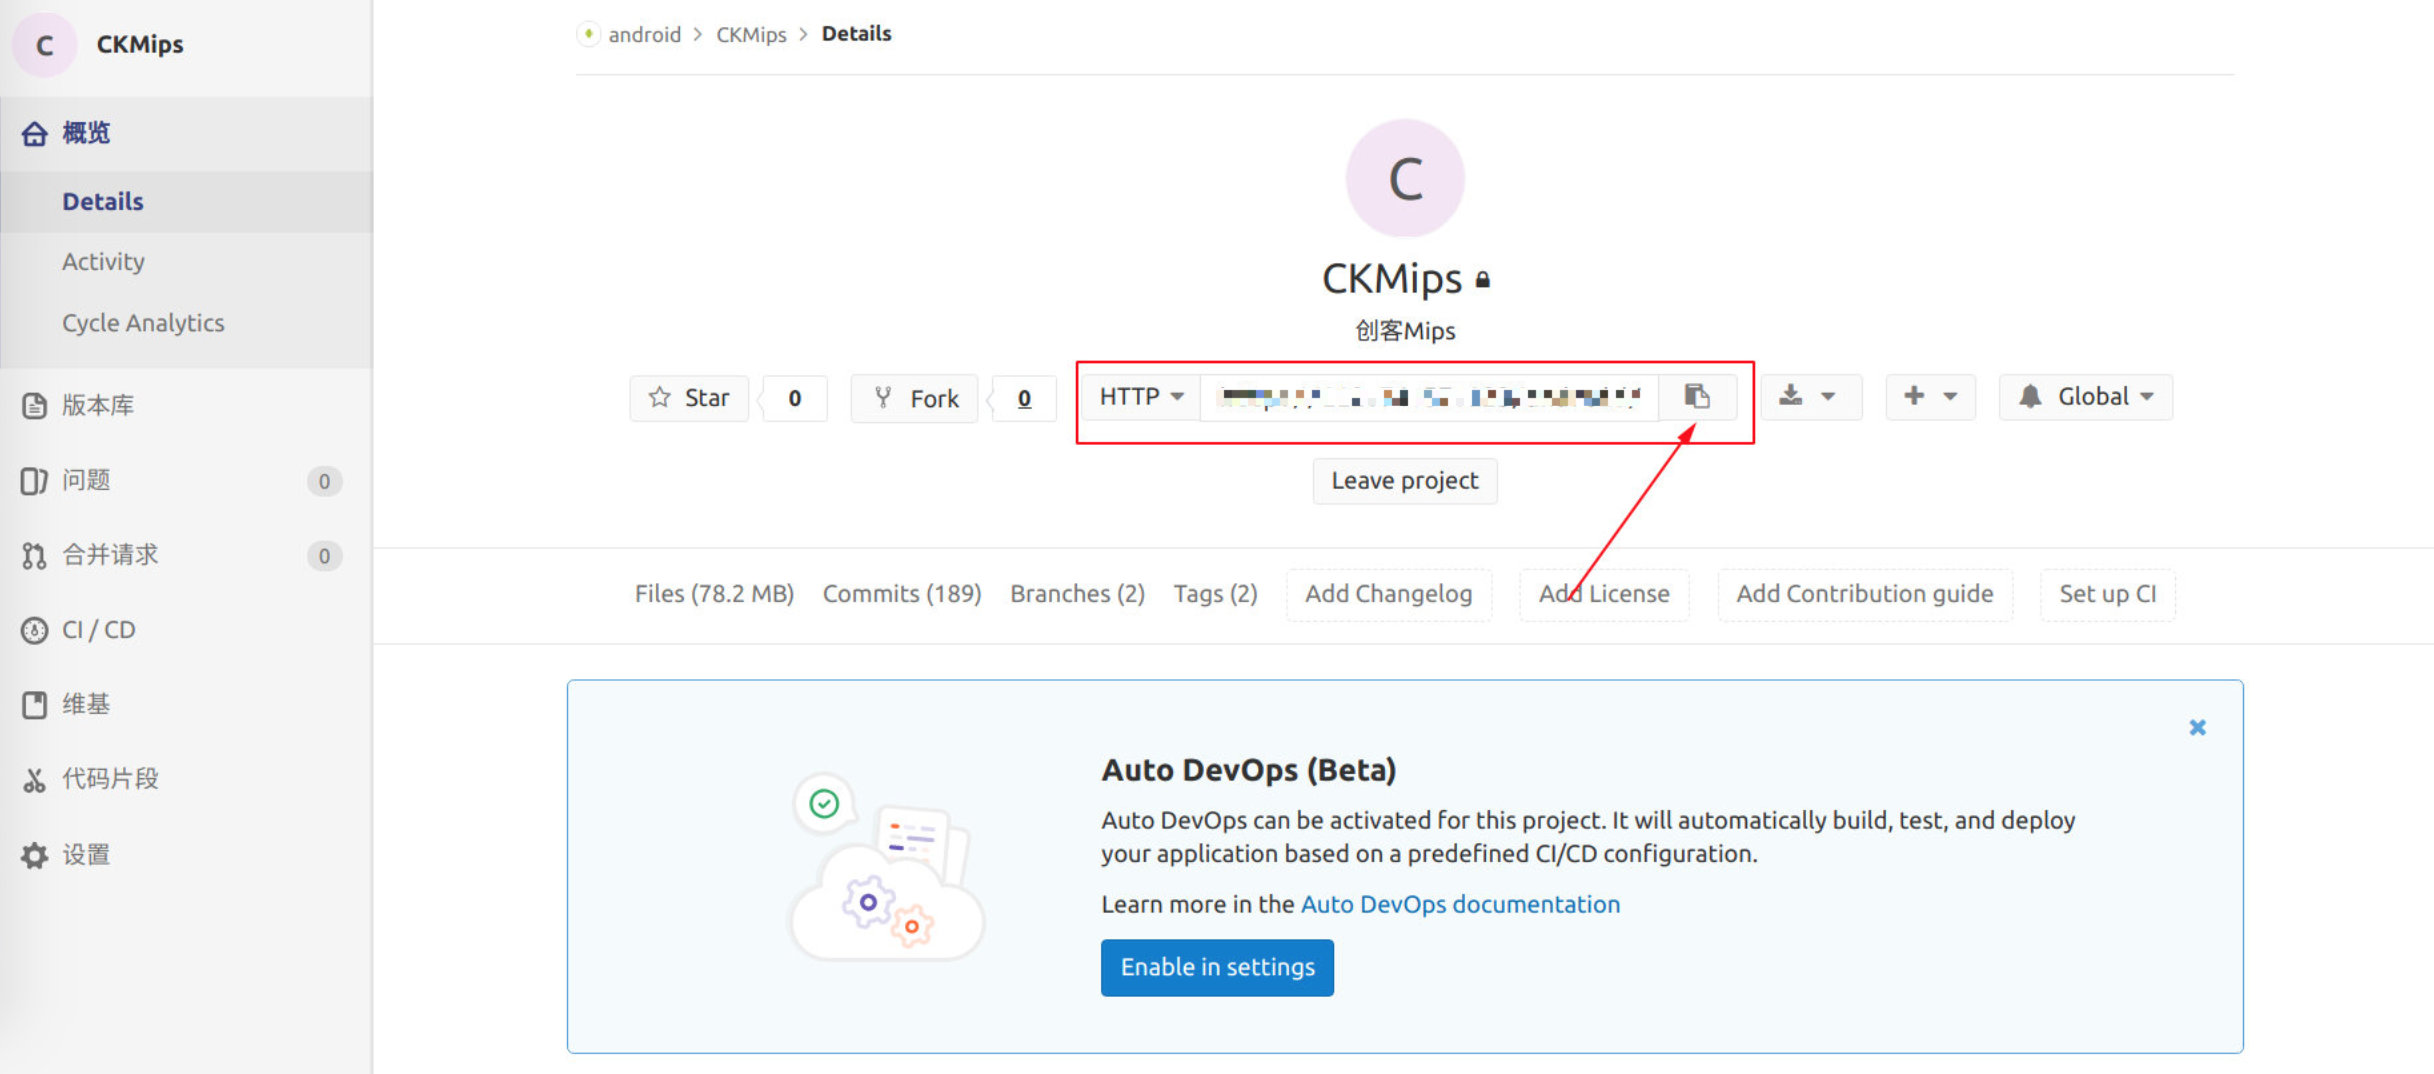 C CKMips
概览
Details
Activity
Cycle Analytics
版本库
问题 0
合并请求 0
CI / CD
维基
代码片段
设置
android > CKMips > Details
C
CKMips
创客Mips
Star 0 Fork 0 HTTP Global
Leave project
Files (78.2 MB) Commits (189) Branches (2) Tags (2) Add Changelog Add License Add Contribution guide Set up CI
Auto DevOps (Beta)
Auto DevOps can be activated for this project. It will automatically build, test, and deploy
your application based on a predefined CI/CD configuration.
Learn more in the Auto DevOps documentation
Enable in settings